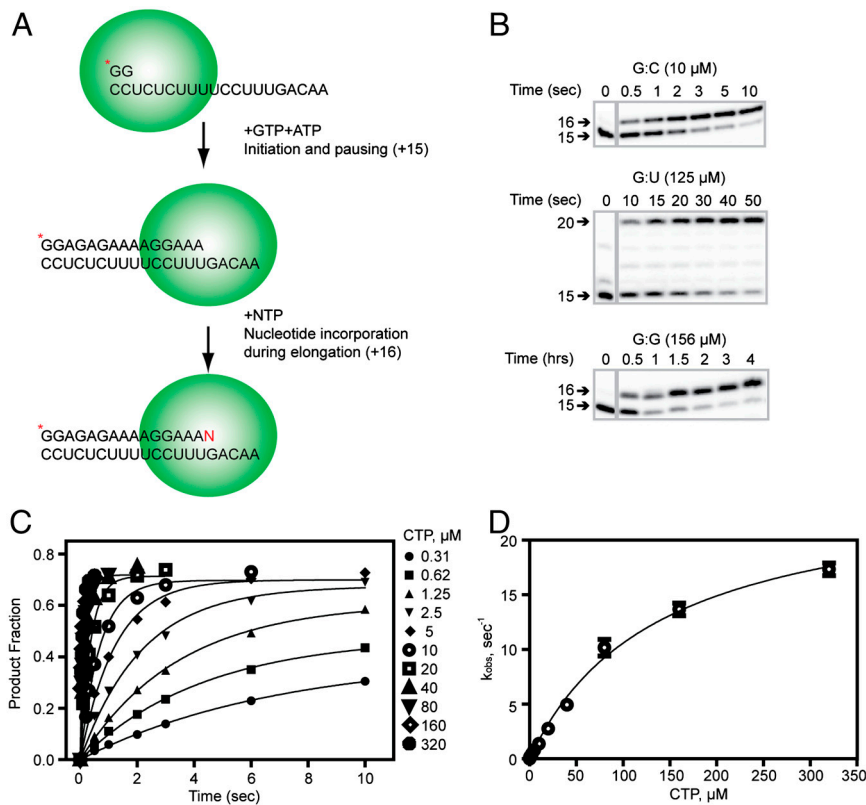 A
*
GG
CCUCUCUUUUCCUUUGACAA
+GTP+ATP
Initiation and pausing (+15)
*
GGAGAGAAAAGGAAA
CCUCUCUUUUCCUUUGACAA
+NTP
Nucleotide incorporation
during elongation (+16)
*
GGAGAGAAAAGGAAAN
CCUCUCUUUUCCUUUGACAA
B
G:C (10 µM)
Time (sec) 0 0.5 1 2 3 5 10
16
15
G:U (125 µM)
Time (sec) 0 10 15 20 30 40 50
20
15
G:G (156 µM)
Time (hrs) 0 0.5 1 1.5 2 3 4
16
15
C
Product Fraction
0.8
0.6
0.4
0.2
0.0
0 2 4 6 8 10
Time (sec)
CTP, µM
0.31
0.62
1.25
2.5
5
10
20
40
80
160
320
D
kobs, sec-1
20
15
10
5
0
0 50 100 150 200 250 300 350
CTP, µM